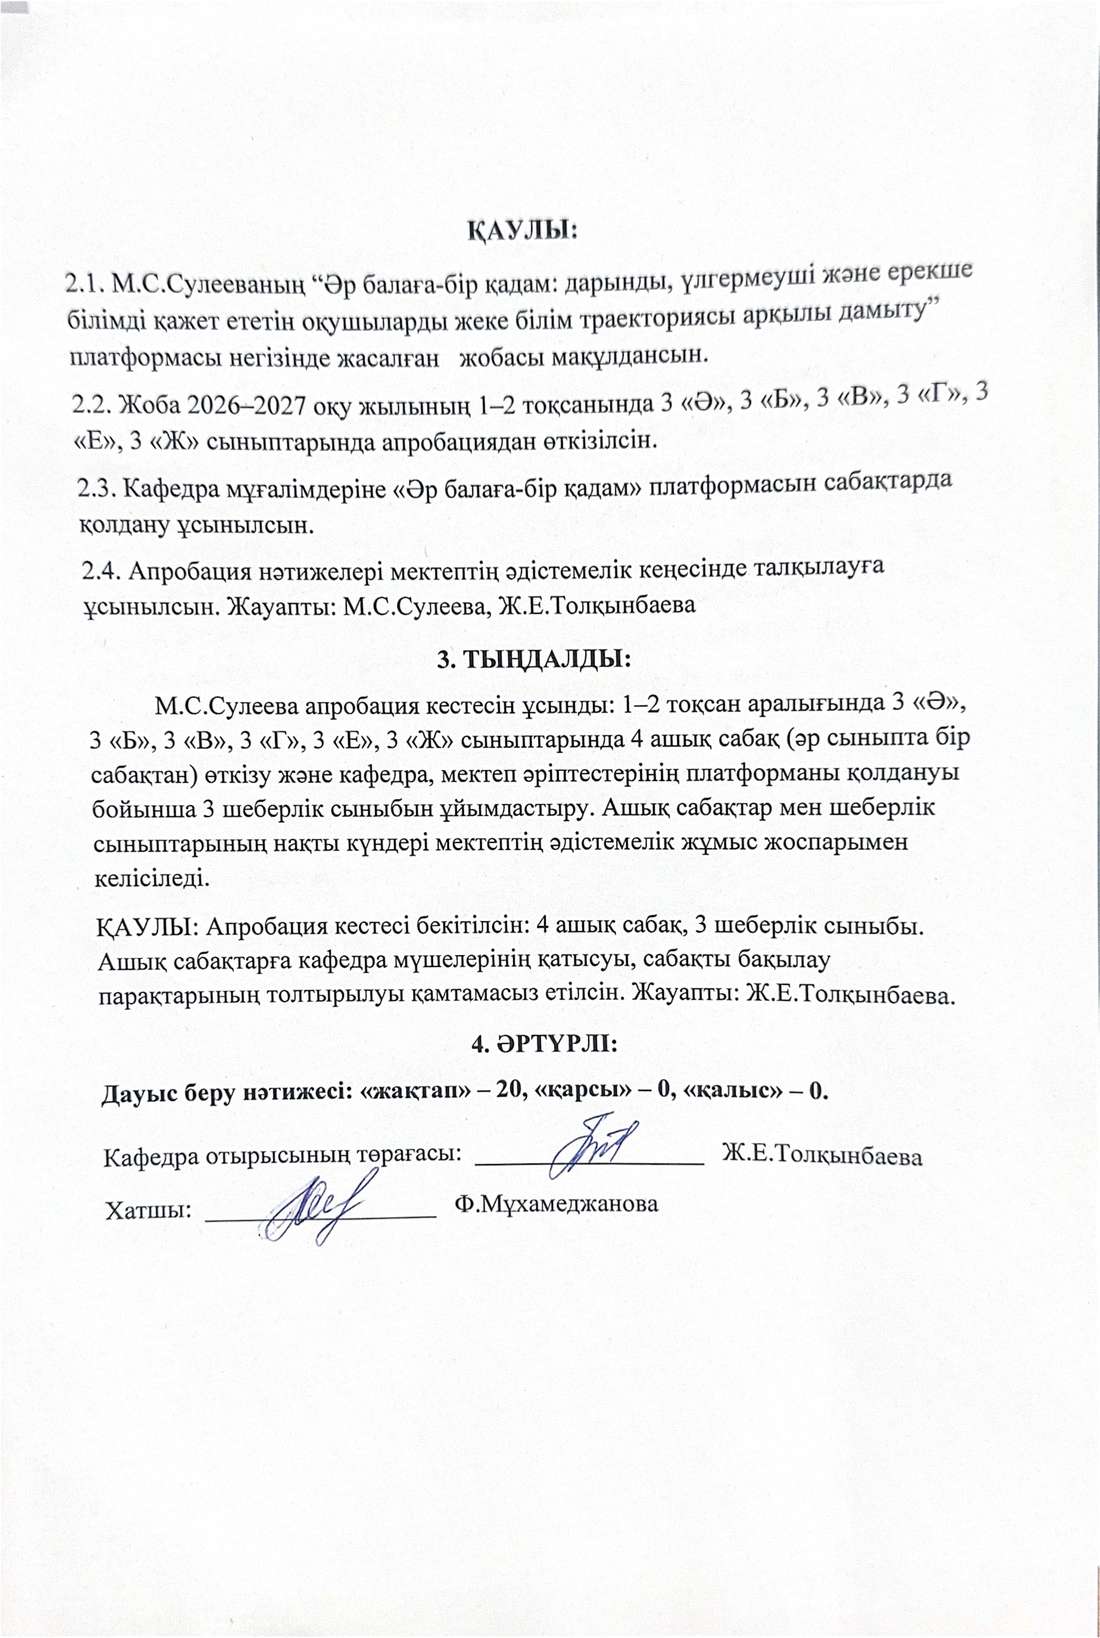 ҚАУЛЫ:
2.1. М.С.Сулееваның “Әр балаға-бір қадам: дарынды, үлгермеуші және ерекше
білімді қажет ететін оқушыларды жеке білім траекториясы арқылы дамыту”
платформасы негізінде жасалған жобасы мақұлдансын.
2.2. Жоба 2026–2027 оқу жылының 1–2 тоқсанында 3 «Ә», 3 «Б», 3 «В», 3 «Г», 3
«Е», 3 «Ж» сыныптарында апробациядан өткізілсін.
2.3. Кафедра мұғалімдеріне «Әр балаға-бір қадам» платформасын сабақтарда
қолдану ұсынылсын.
2.4. Апробация нәтижелері мектептің әдістемелік кеңесінде талқылауға
ұсынылсын. Жауапты: М.С.Сулеева, Ж.Е.Толқынбаева
3. ТЫҢДАЛДЫ:
М.С.Сулеева апробация кестесін ұсынды: 1–2 тоқсан аралығында 3 «Ә»,
3 «Б», 3 «В», 3 «Г», 3 «Е», 3 «Ж» сыныптарында 4 ашық сабақ (әр сыныпта бір
сабақтан) өткізу және кафедра, мектеп әріптестерінің платформаны қолдануы
бойынша 3 шеберлік сыныбын ұйымдастыру. Ашық сабақтар мен шеберлік
сыныптарының нақты күндері мектептің әдістемелік жұмыс жоспарымен
келісіледі.
ҚАУЛЫ: Апробация кестесі бекітілсін: 4 ашық сабақ, 3 шеберлік сыныбы.
Ашық сабақтарға кафедра мүшелерінің қатысуы, сабақты бақылау
парақтарының толтырылуы қамтамасыз етілсін. Жауапты: Ж.Е.Толқынбаева.
4. ӘРТҮРЛІ:
Дауыс беру нәтижесі: «жақтап» – 20, «қарсы» – 0, «қалыс» – 0.
Кафедра отырысының төрағасы: Ж.Е.Толқынбаева
Хатшы: Ф.Мұхамеджанова